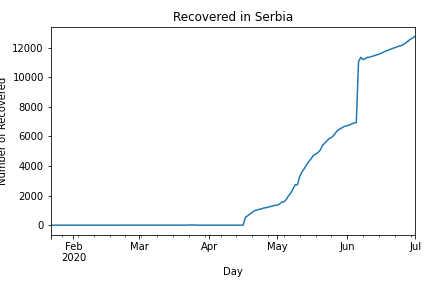 Recovered in Serbia
Number of Recovered
12000
10000
8000
6000
4000
2000
0
Feb
2020
Mar
Apr
May
Jun
Jul
Day